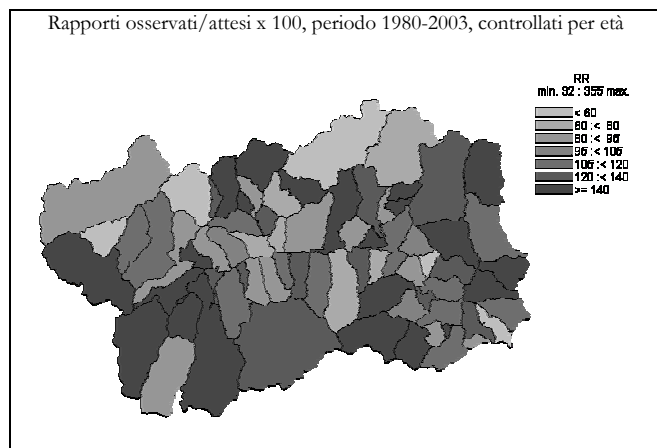 Rapporti osservati/attesi x 100, periodo 1980-2003, controllati per età
RR
min. 32 : 355 max.
< 60
60 :< 80
80 :< 95
95 :< 105
105 :< 120
120 :< 140
>= 140